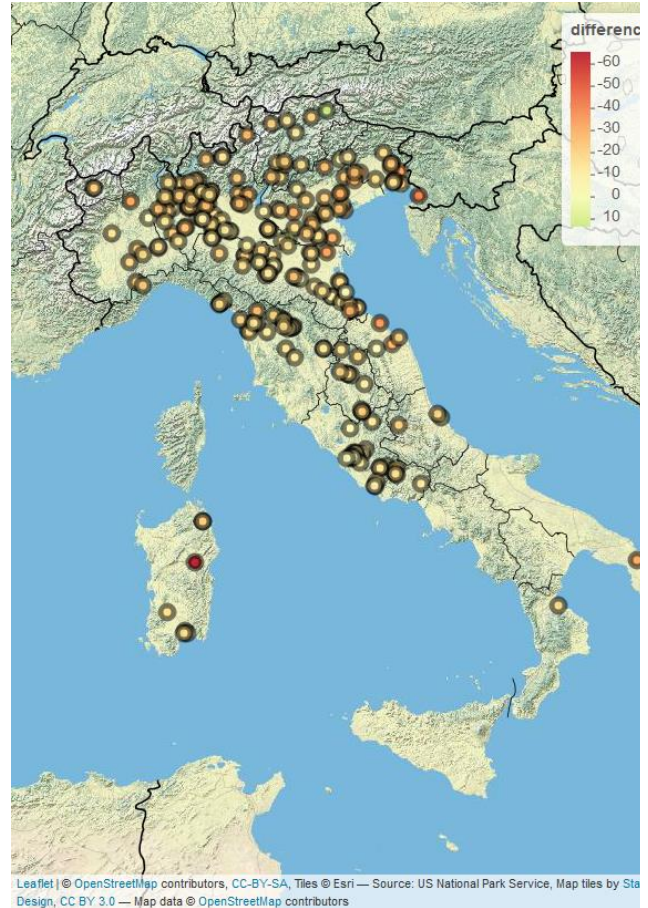 differenc
-60
-50
-40
-30
-20
-10
0
10
Leaflet | © OpenStreetMap contributors, CC-BY-SA, Tiles © Esri — Source: US National Park Service, Map tiles by Sta
Design, CC BY 3.0 — Map data © OpenStreetMap contributors